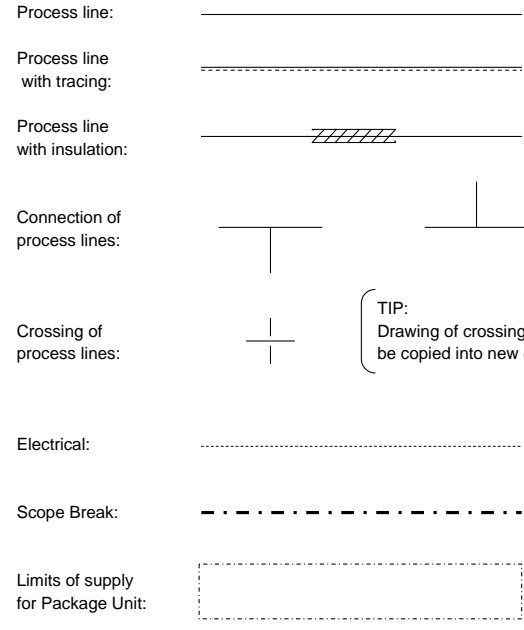 Process line:
Process line
with tracing:
Process line
with insulation:
Connection of
process lines:
Crossing of
process lines:
TIP:
Drawing of crossing
be copied into new
Electrical:
Scope Break:
Limits of supply
for Package Unit: